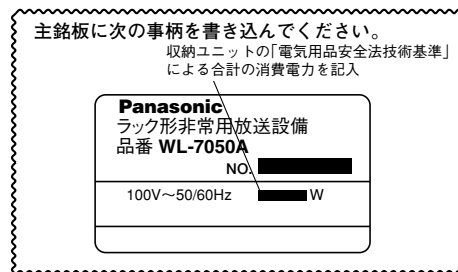 主銘板に次の事柄を書き込んでください。
収納ユニットの「電気用品安全法技術基準」
による合計の消費電力を記入
Panasonic
ラック形非常用放送設備
品番 WL-7050A
NO.
100V～50/60Hz W